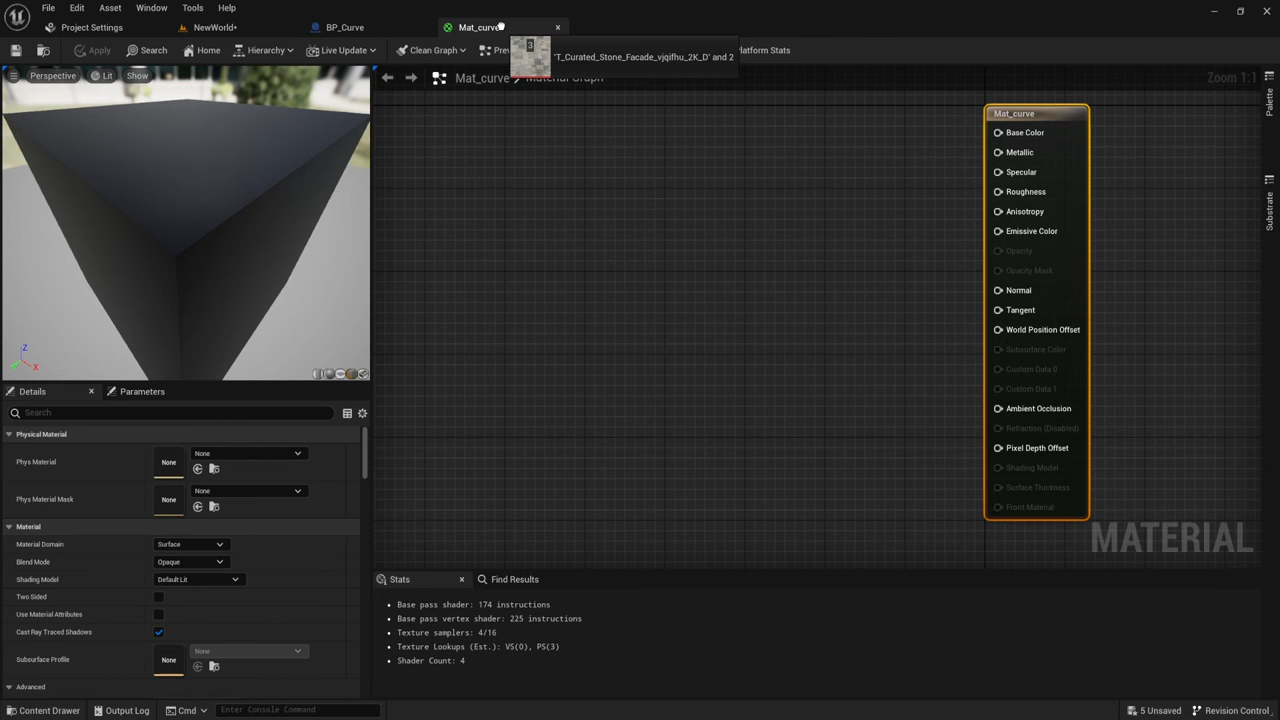 File Edit Asset Window Tools Help
Project Settings NewWorld* BP_Curve Mat_curve
Apply Search Home Hierarchy Live Update Clean Graph Platform Stats
3 'T_Curated_Stone_Facade_vjqifhu_2K_D' and 2
Perspective Lit Show
Mat_curve Zoom 1:1
Palette
Substrate
Mat_curve
Base Color
Metallic
Specular
Roughness
Anisotropy
Emissive Color
Opacity
Opacity Mask
Normal
Tangent
World Position Offset
Subsurface Color
Custom Data 0
Custom Data 1
Ambient Occlusion
Refraction (Disabled)
Pixel Depth Offset
Shading Model
Surface Thickness
Front Material
MATERIAL
Z
X
Details Parameters
Search
Physical Material
Phys Material None None
Phys Material Mask None None
Material
Material Domain Surface
Blend Mode Opaque
Shading Model Default Lit
Two Sided
Use Material Attributes
Cast Ray Traced Shadows
Subsurface Profile None None
Advanced
Stats Find Results
Base pass shader: 174 instructions
Base pass vertex shader: 225 instructions
Texture samplers: 4/16
Texture Lookups (Est.): VS(0), PS(3)
Shader Count: 4
Content Drawer Output Log Cmd Enter Console Command 5 Unsaved Revision Control